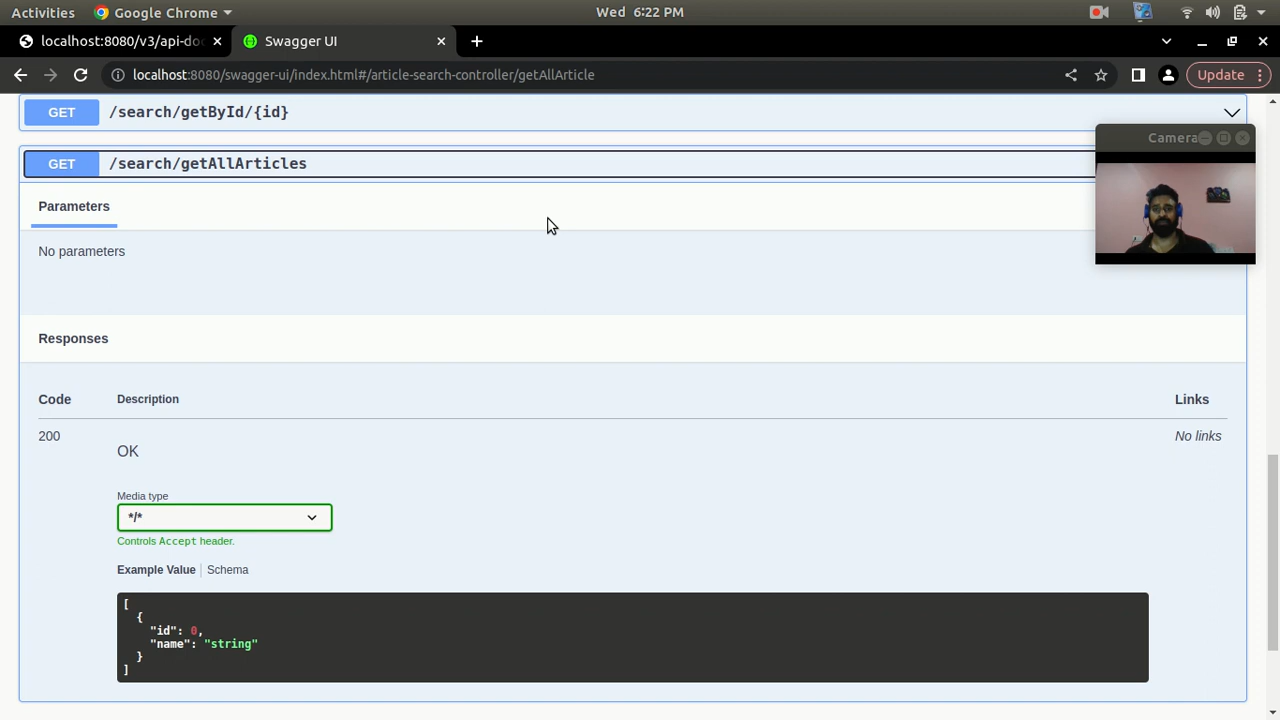 Activities Google Chrome Wed 6:22 PM
localhost:8080/v3/api-doc Swagger UI
localhost:8080/swagger-ui/index.html#/article-search-controller/getAllArticle Update
GET /search/getById/{id}
Camera
GET /search/getAllArticles
Parameters
No parameters
Responses
Code Description Links
200 OK No links
Media type
*/*
Controls Accept header.
Example Value Schema
[
{
"id": 0,
"name": "string"
}
]